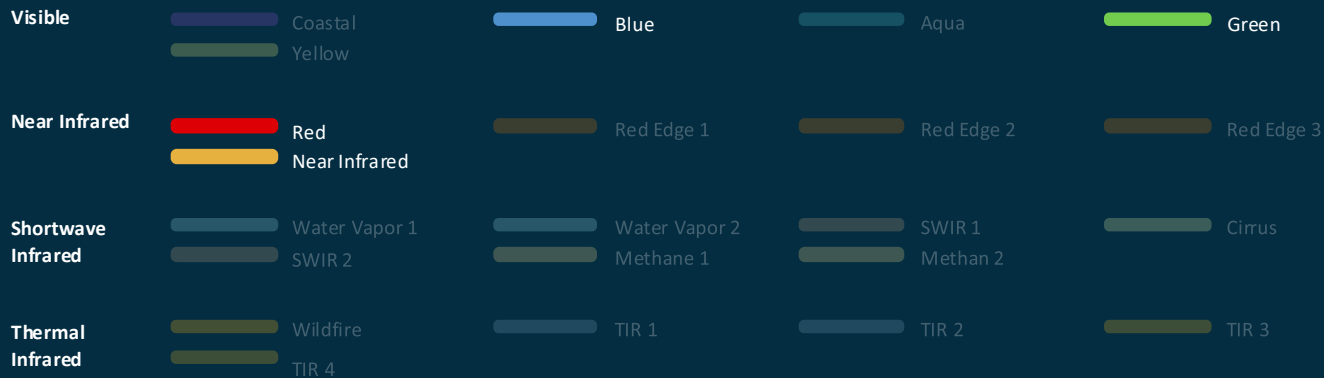 Visible
Coastal Blue Aqua Green
Yellow
Near Infrared
Red Red Edge 1 Red Edge 2 Red Edge 3
Near Infrared
Shortwave Infrared
Water Vapor 1 Water Vapor 2 SWIR 1 Cirrus
SWIR 2 Methane 1 Methan 2
Thermal Infrared
Wildfire TIR 1 TIR 2 TIR 3
TIR 4